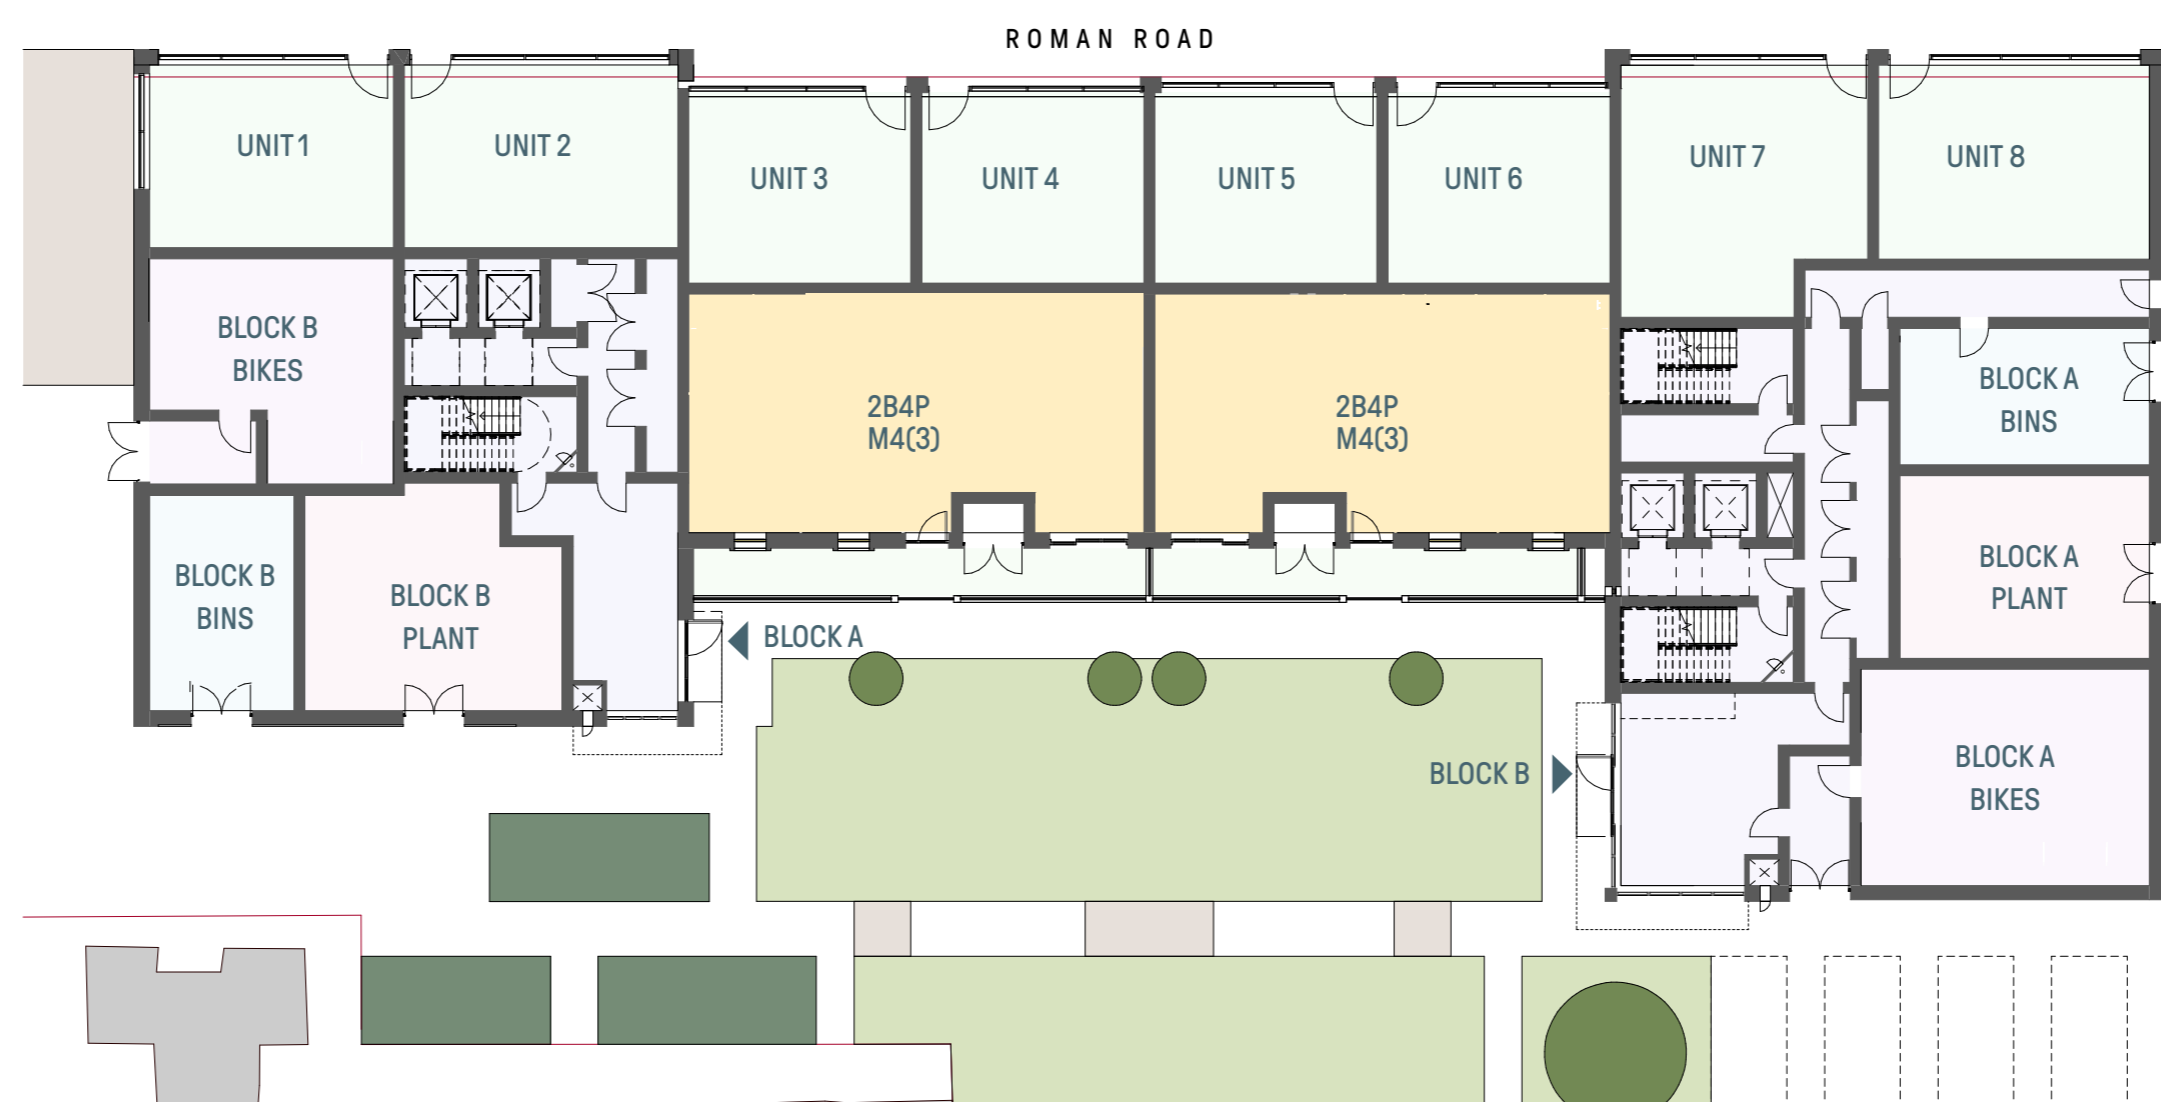 ROMAN ROAD
UNIT 1
UNIT 2
UNIT 3
UNIT 4
UNIT 5
UNIT 6
UNIT 7
UNIT 8
BLOCK B
BIKES
2B4P
M4(3)
2B4P
M4(3)
BLOCK A
BINS
BLOCK B
BINS
BLOCK B
PLANT
BLOCK A
PLANT
BLOCK A
BLOCK B
BLOCK A
BIKES